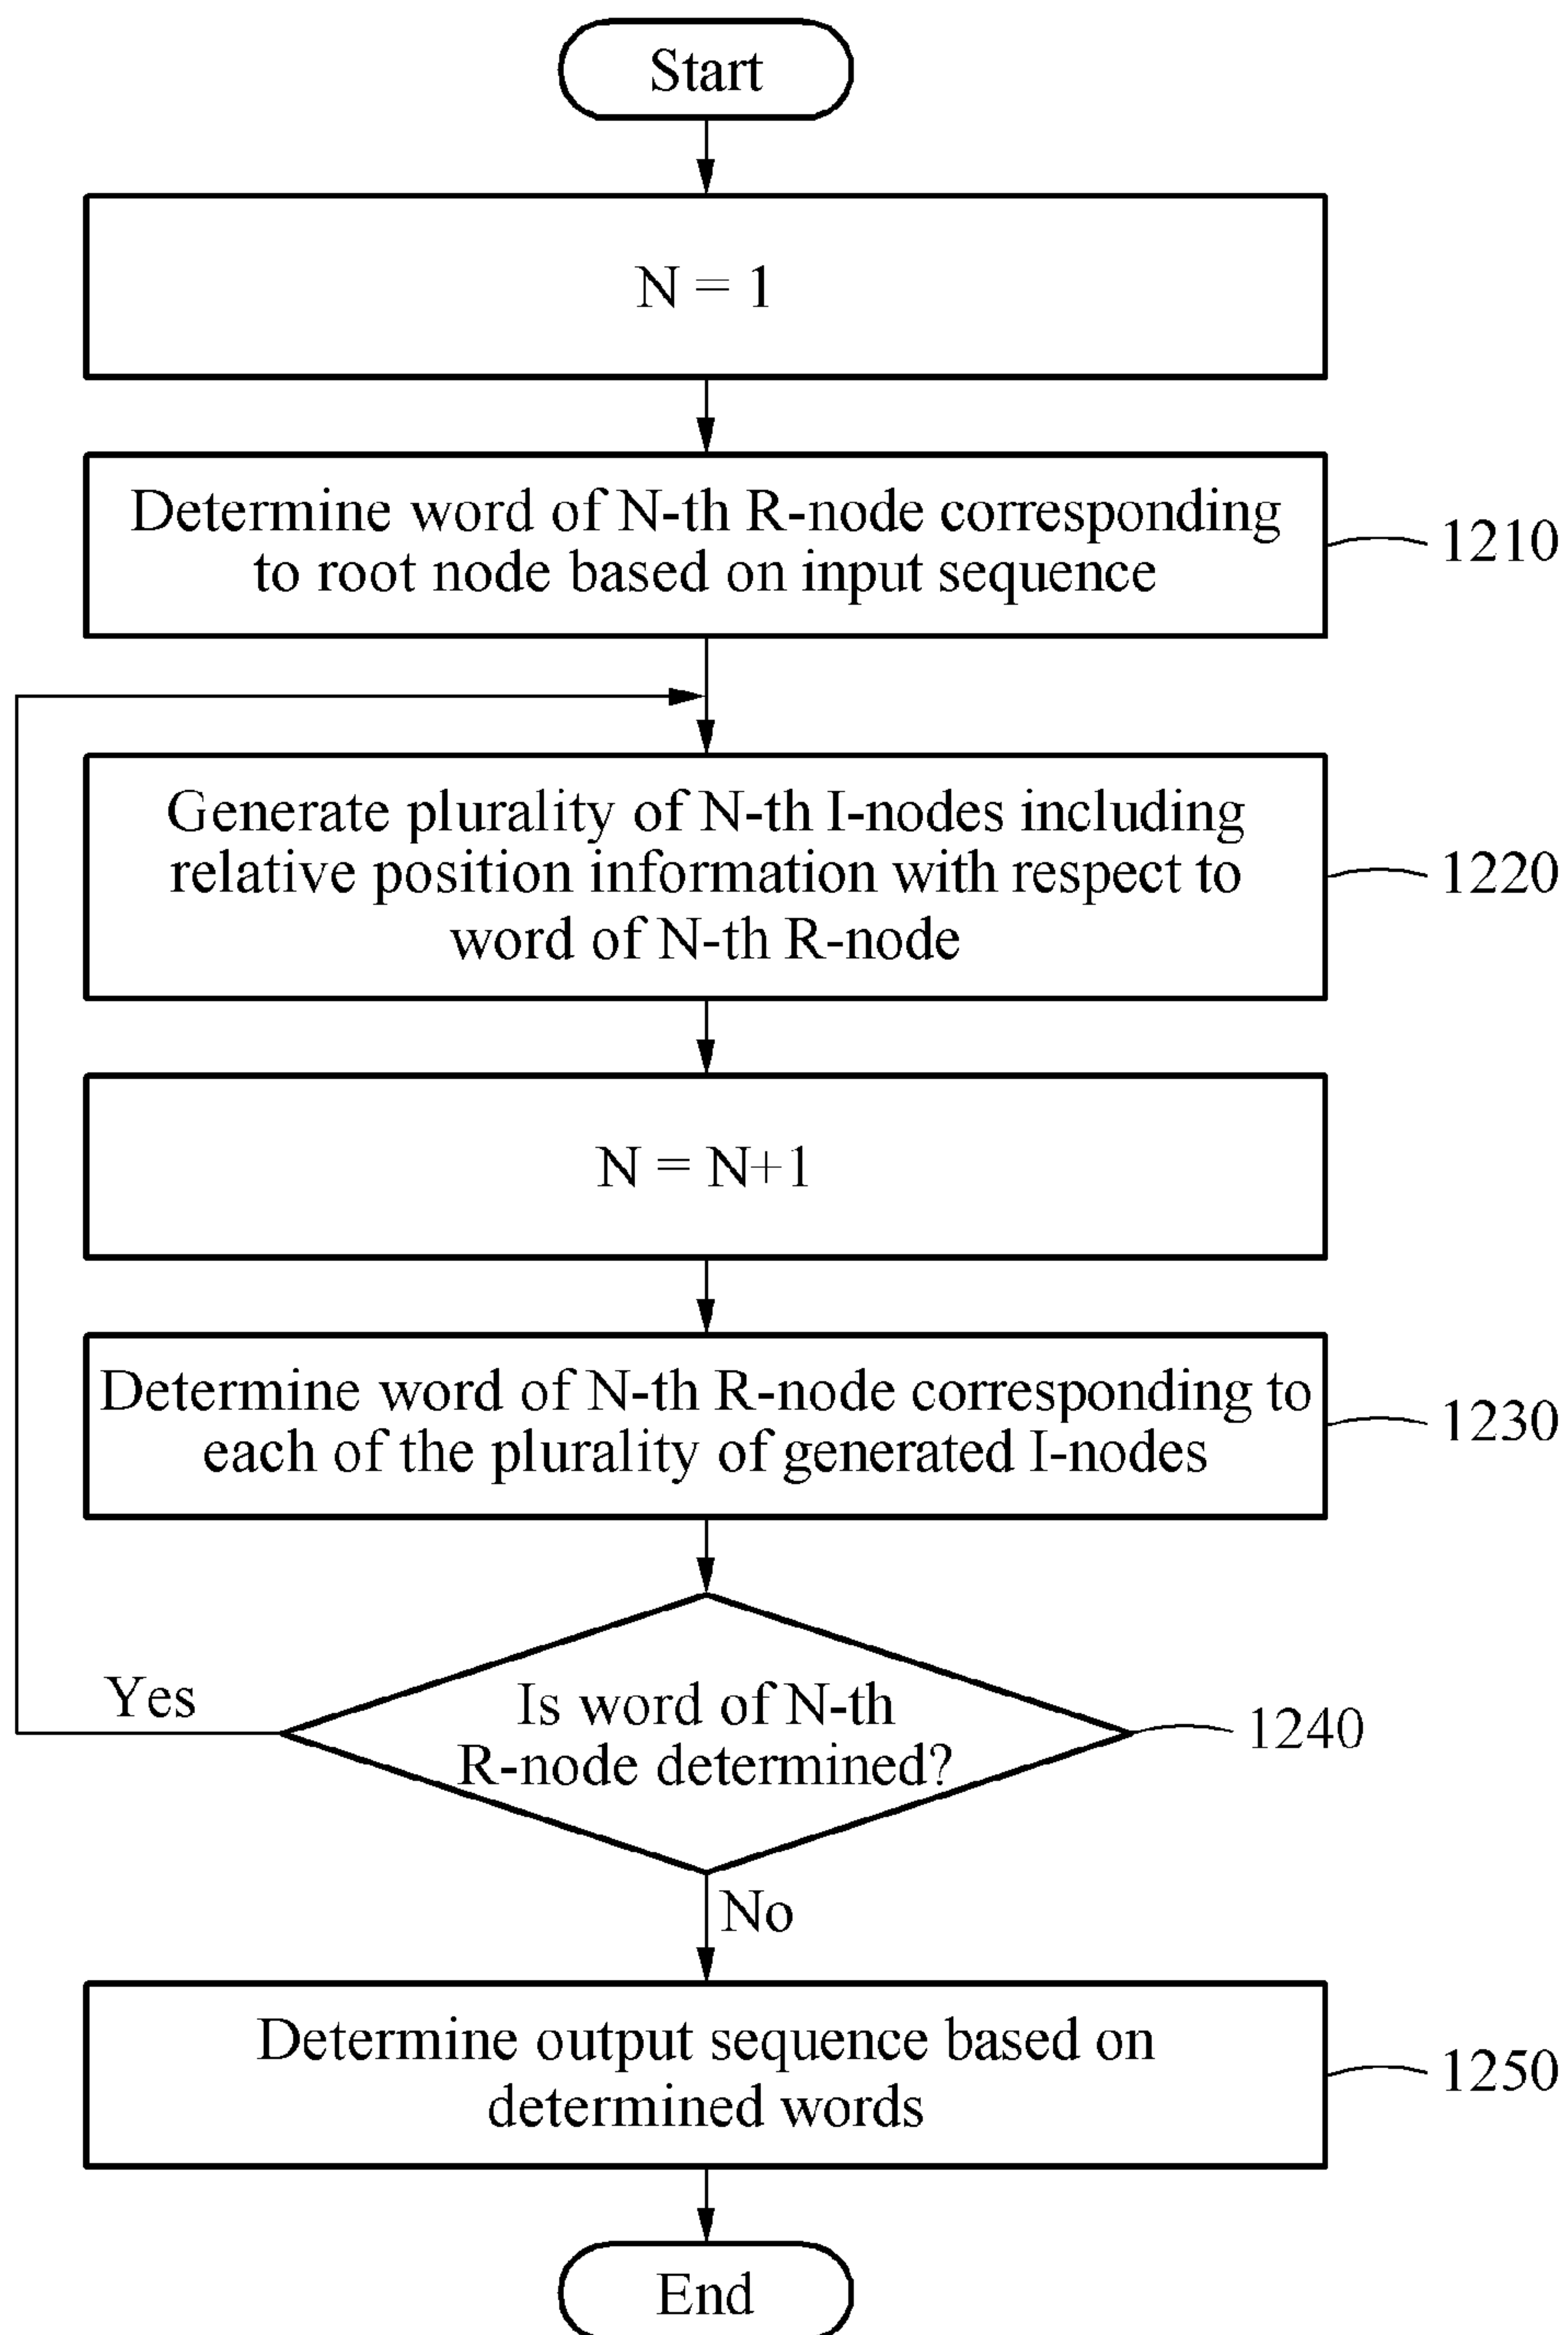 Start
N = 1
Determine word of N-th R-node corresponding
to root node based on input sequence
1210
Generate plurality of N-th I-nodes including
relative position information with respect to
word of N-th R-node
1220
N = N+1
Determine word of N-th R-node corresponding to
each of the plurality of generated I-nodes
1230
Yes
Is word of N-th
R-node determined?
1240
No
Determine output sequence based on
determined words
1250
End